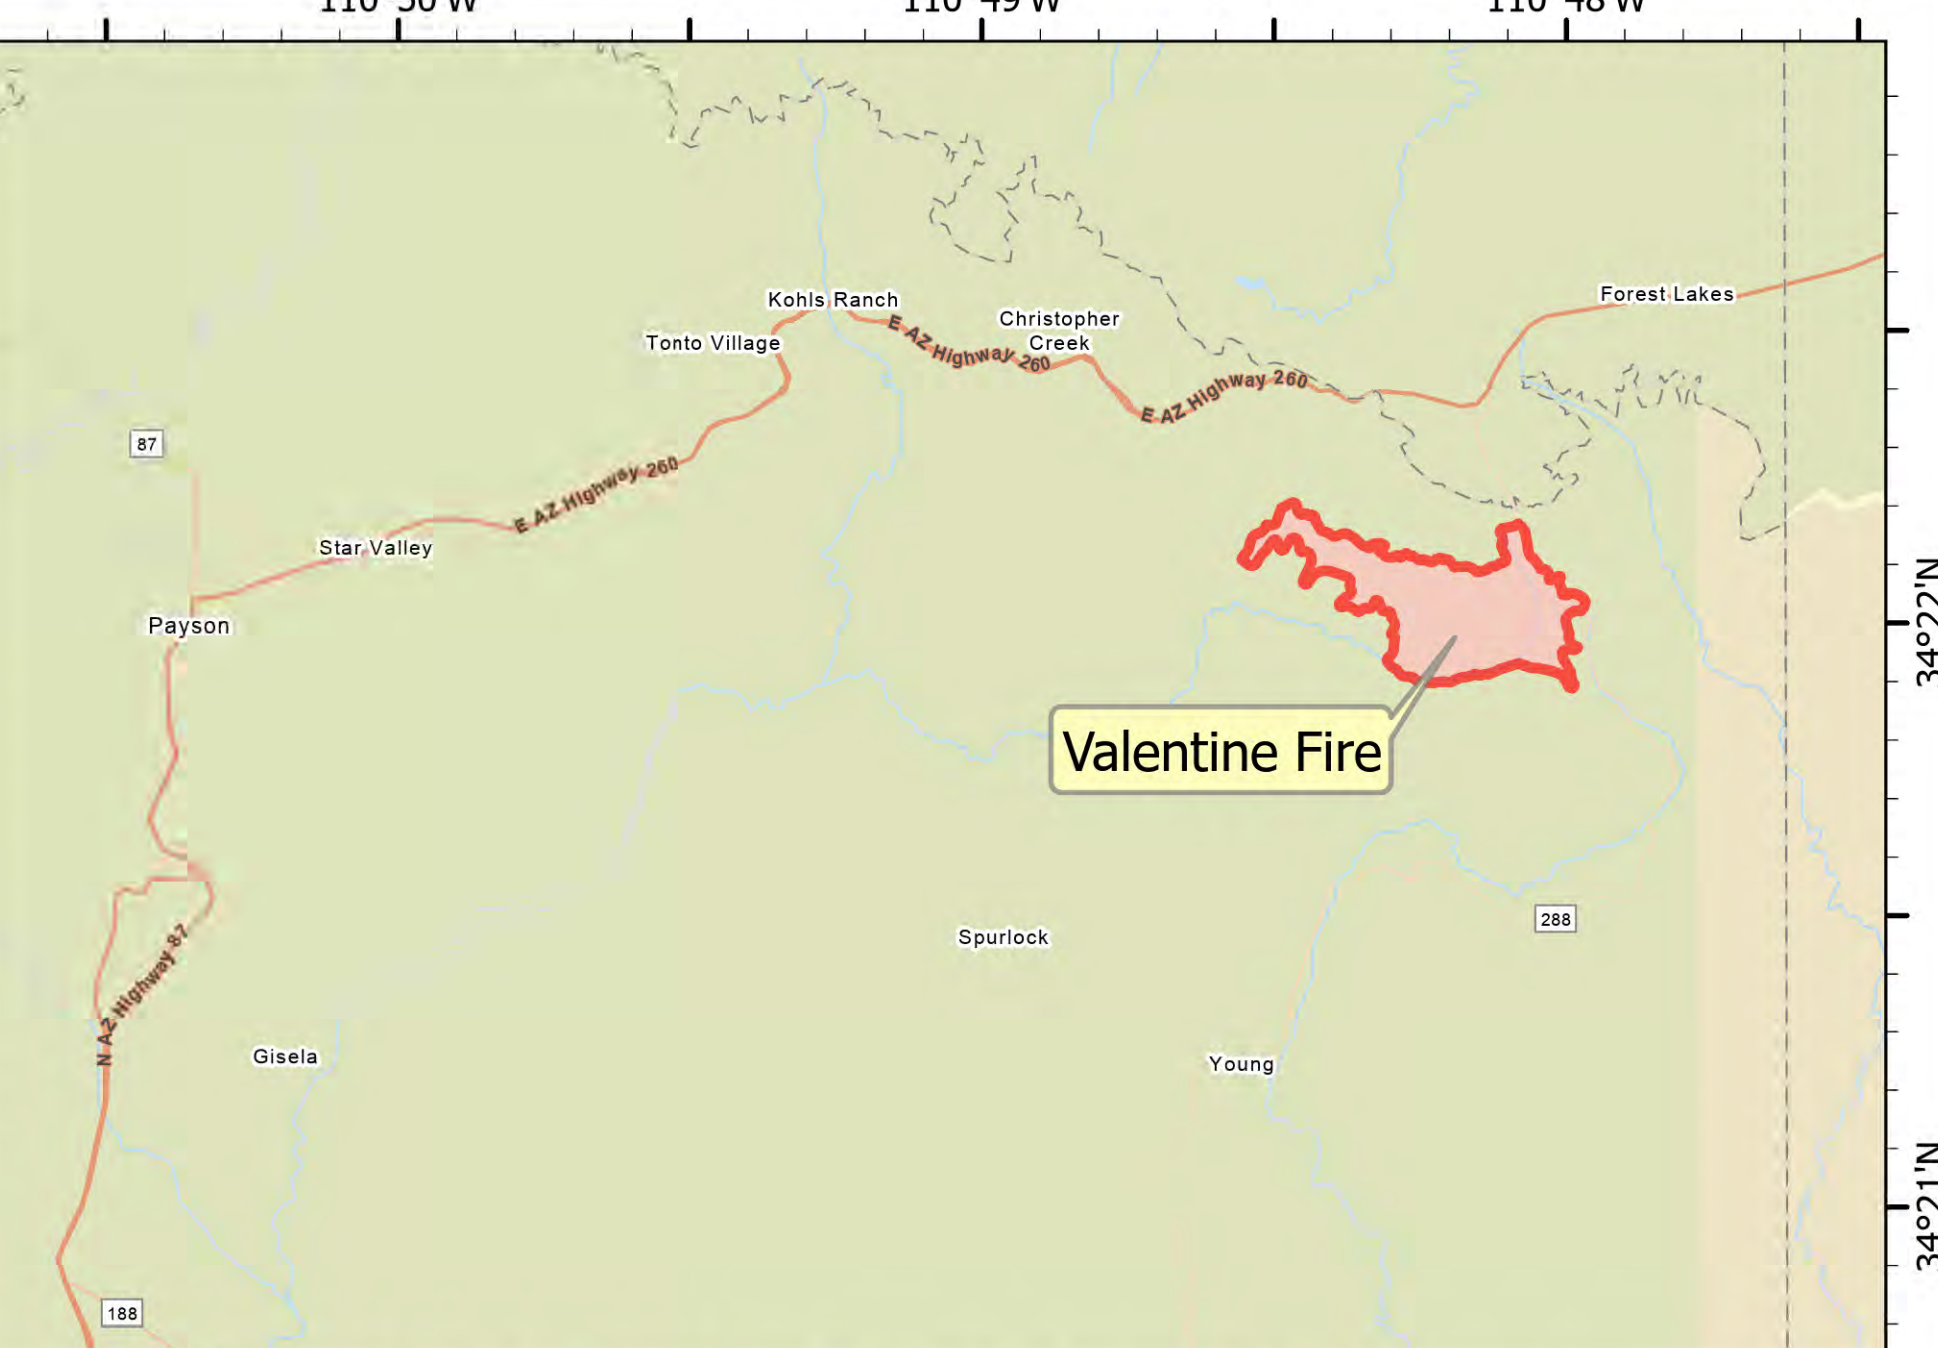 110°50'W
110°49'W
110°48'W
Forest Lakes
Kohls Ranch
Christopher
Creek
E AZ Highway 260
Tonto Village
E AZ Highway 260
87
E AZ Highway 260
Star Valley
Payson
34°22'N
Valentine Fire
288
Spurlock
N AZ Highway 87
Gisela
Young
34°21'N
188